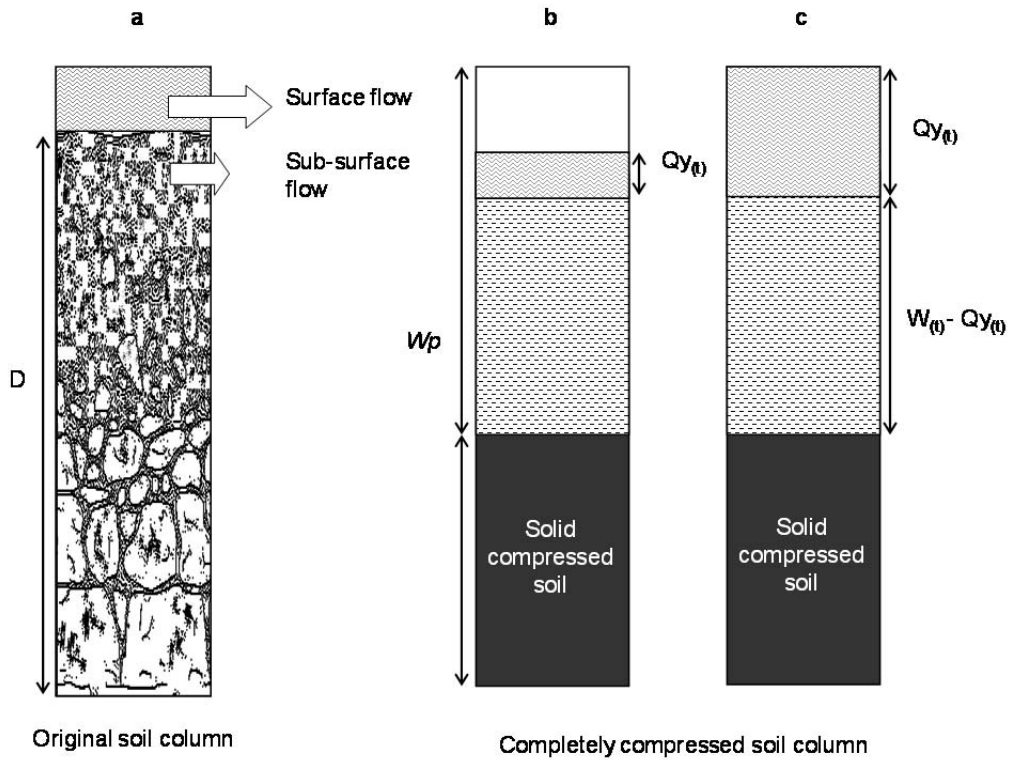 a
b
c
Surface flow
Sub-surface
flow
Qy(t)
Qy(t)
Wp
W(t)- Qy(t)
D
Solid
compressed
soil
Solid
compressed
soil
Original soil column
Completely compressed soil column